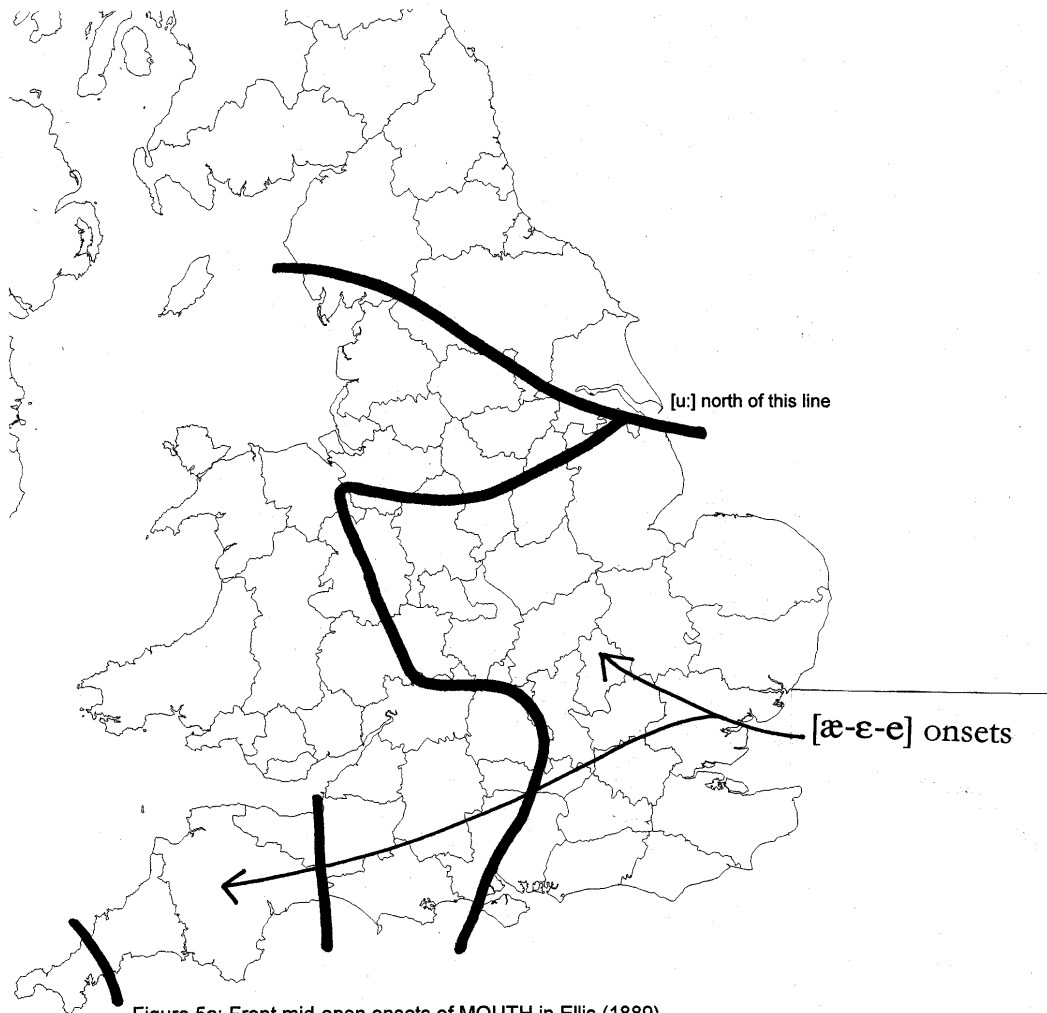 [u:] north of this line
[æ-ɛ-e] onsets
Figure 5a: Front mid-open onsets of MOUTH in Ellis (1889)